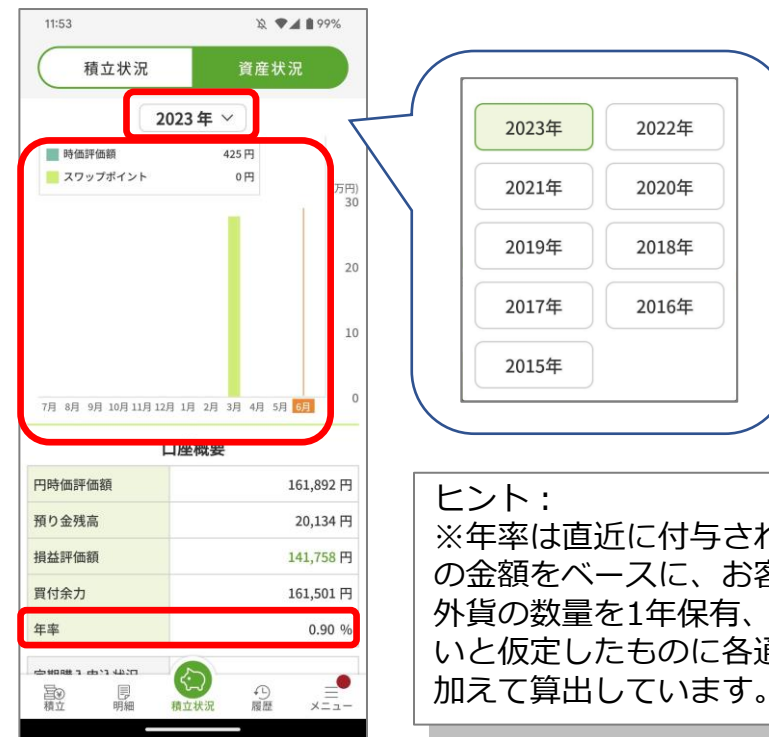 11:53 99%
積立状況 資産状況
2023 年
時価評価額 425 円
スワップポイント 0 円
万円)
30
20
10
0
7月 8月 9月 10月 11月 12月 1月 2月 3月 4月 5月 6月
口座概要
円時価評価額 161,892 円
預り金残高 20,134 円
損益評価額 141,758 円
買付余力 161,501 円
年率 0.90 %
定期購入申込状況
積立 明細 積立状況 履歴 メニュー
2023年 2022年
2021年 2020年
2019年 2018年
2017年 2016年
2015年
ヒント：
※年率は直近に付与され
の金額をベースに、お客
外貨の数量を1年保有、
いと仮定したものに各通
加えて算出しています。